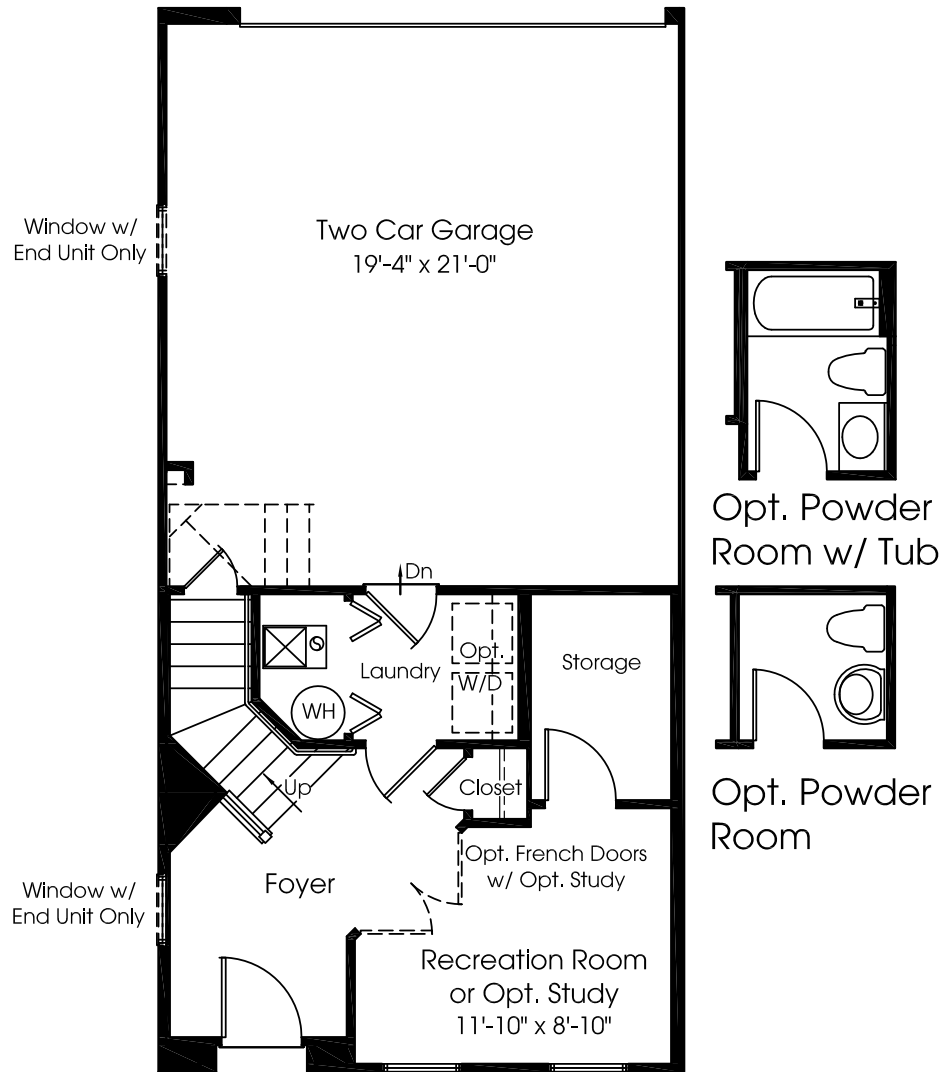 Window w/
End Unit Only
Two Car Garage
19'-4" x 21'-0"
Opt. Powder
Room w/ Tub
Dn
Laundry
Opt.
W/D
Storage
WH
Up
Closet
Opt. Powder
Room
Opt. French Doors
w/ Opt. Study
Foyer
Window w/
End Unit Only
Recreation Room
or Opt. Study
11'-10" x 8'-10"